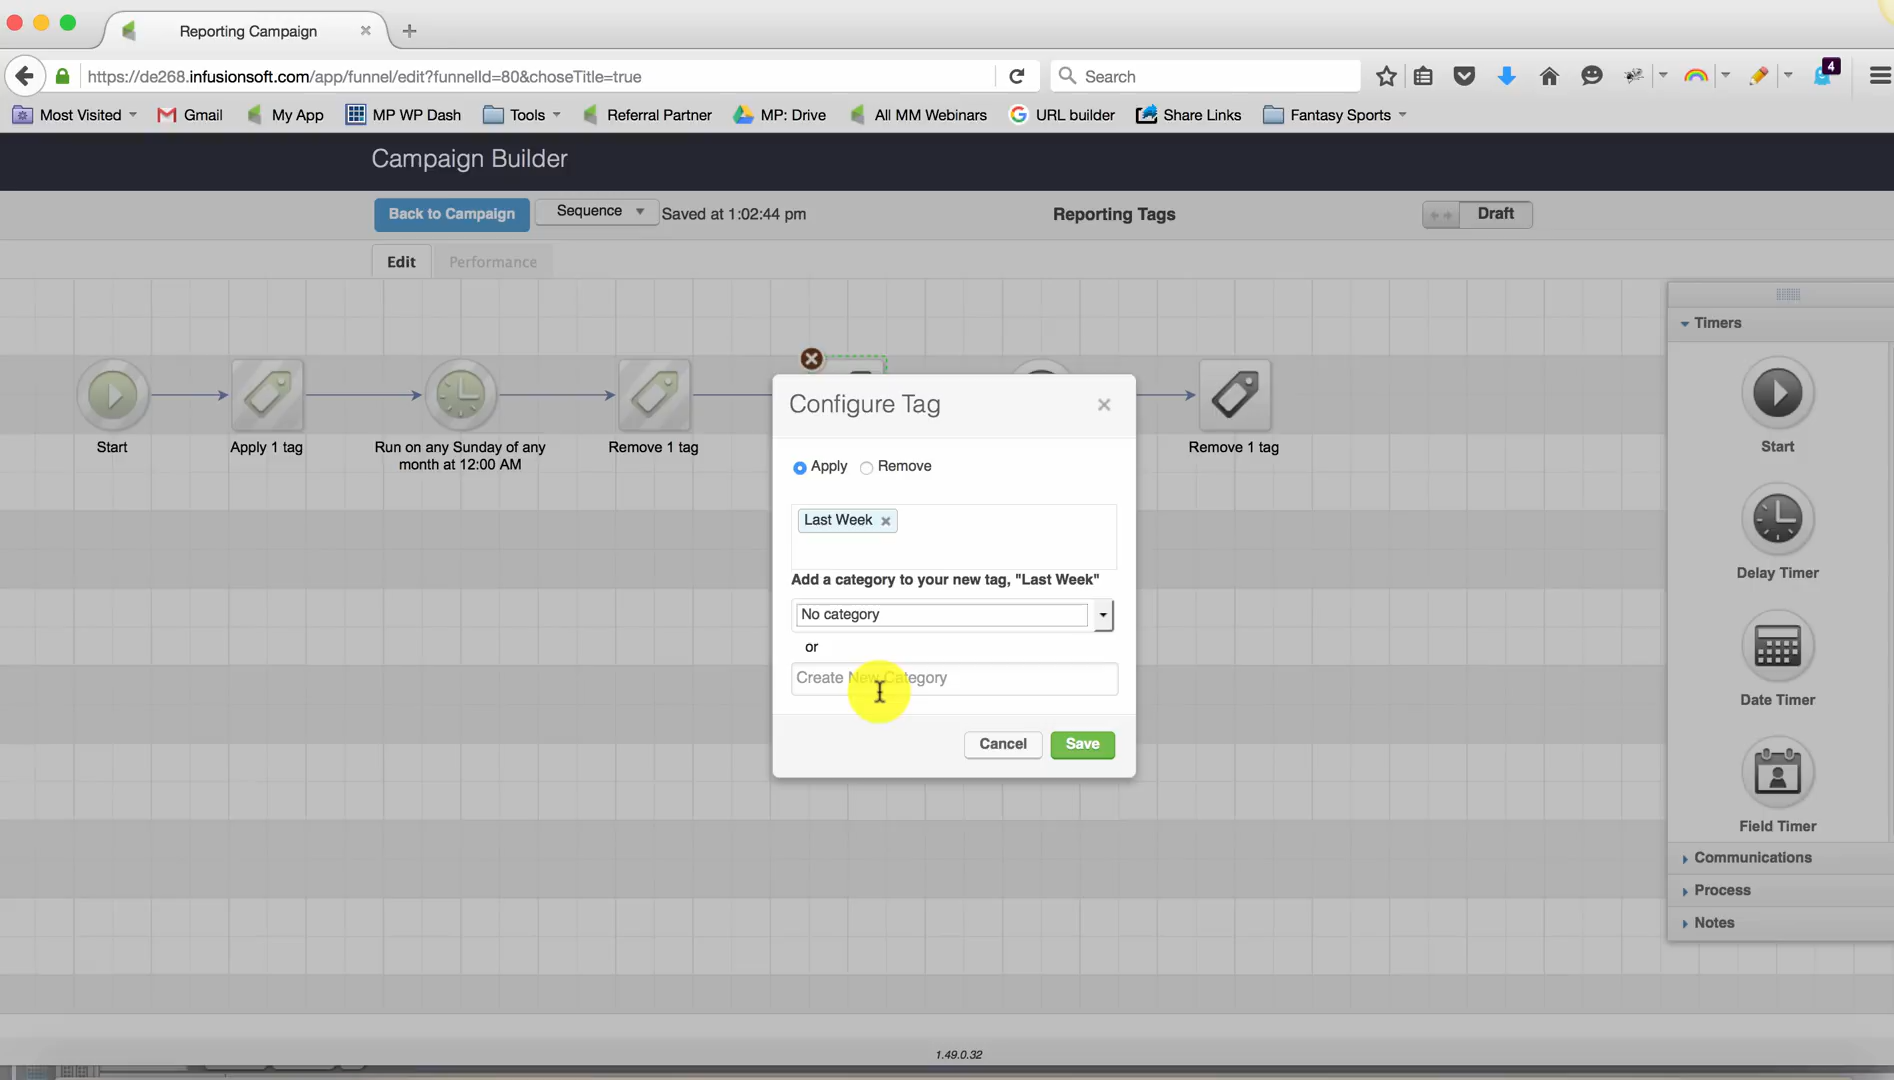 Reporting Campaign
4
https://de268.infusionsoft.com/app/funnel/edit?funnelId=80&choseTitle=true
Search
Most Visited
Gmail
My App
MP WP Dash
Tools
Referral Partner
MP: Drive
All MM Webinars
URL builder
Share Links
Fantasy Sports
Campaign Builder
Back to Campaign
Sequence
Saved at 1:02:44 pm
Reporting Tags
Draft
Edit
Performance
Timers
Start
Apply 1 tag
Run on any Sunday of any
month at 12:00 AM
Remove 1 tag
Remove 1 tag
Configure Tag
Apply
Remove
Last Week
Add a category to your new tag, "Last Week"
No category
or
Create New Category
Cancel
Save
Start
Delay Timer
Date Timer
Field Timer
Communications
Process
Notes
1.49.0.32